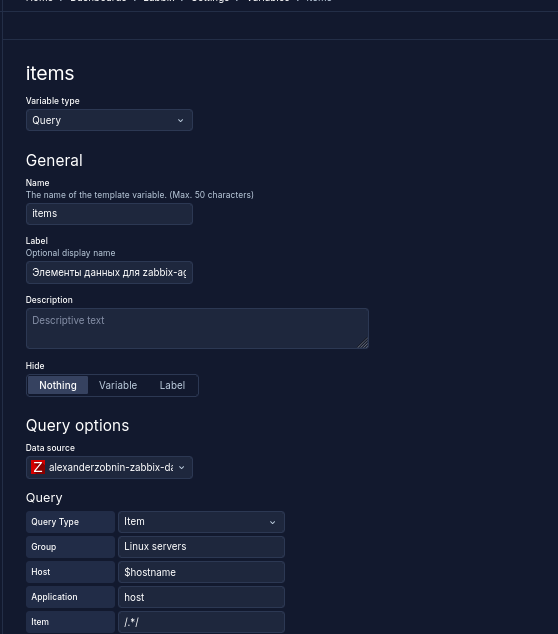 Home Dashboards Zabbix Settings Variables items
items
Variable type
Query
General
Name
The name of the template variable. (Max. 50 characters)
items
Label
Optional display name
Элементы данных для zabbix-ag
Description
Descriptive text
Hide
Nothing Variable Label
Query options
Data source
Z alexanderzobnin-zabbix-da
Query
Query Type Item
Group Linux servers
Host $hostname
Application host
Item /.*/